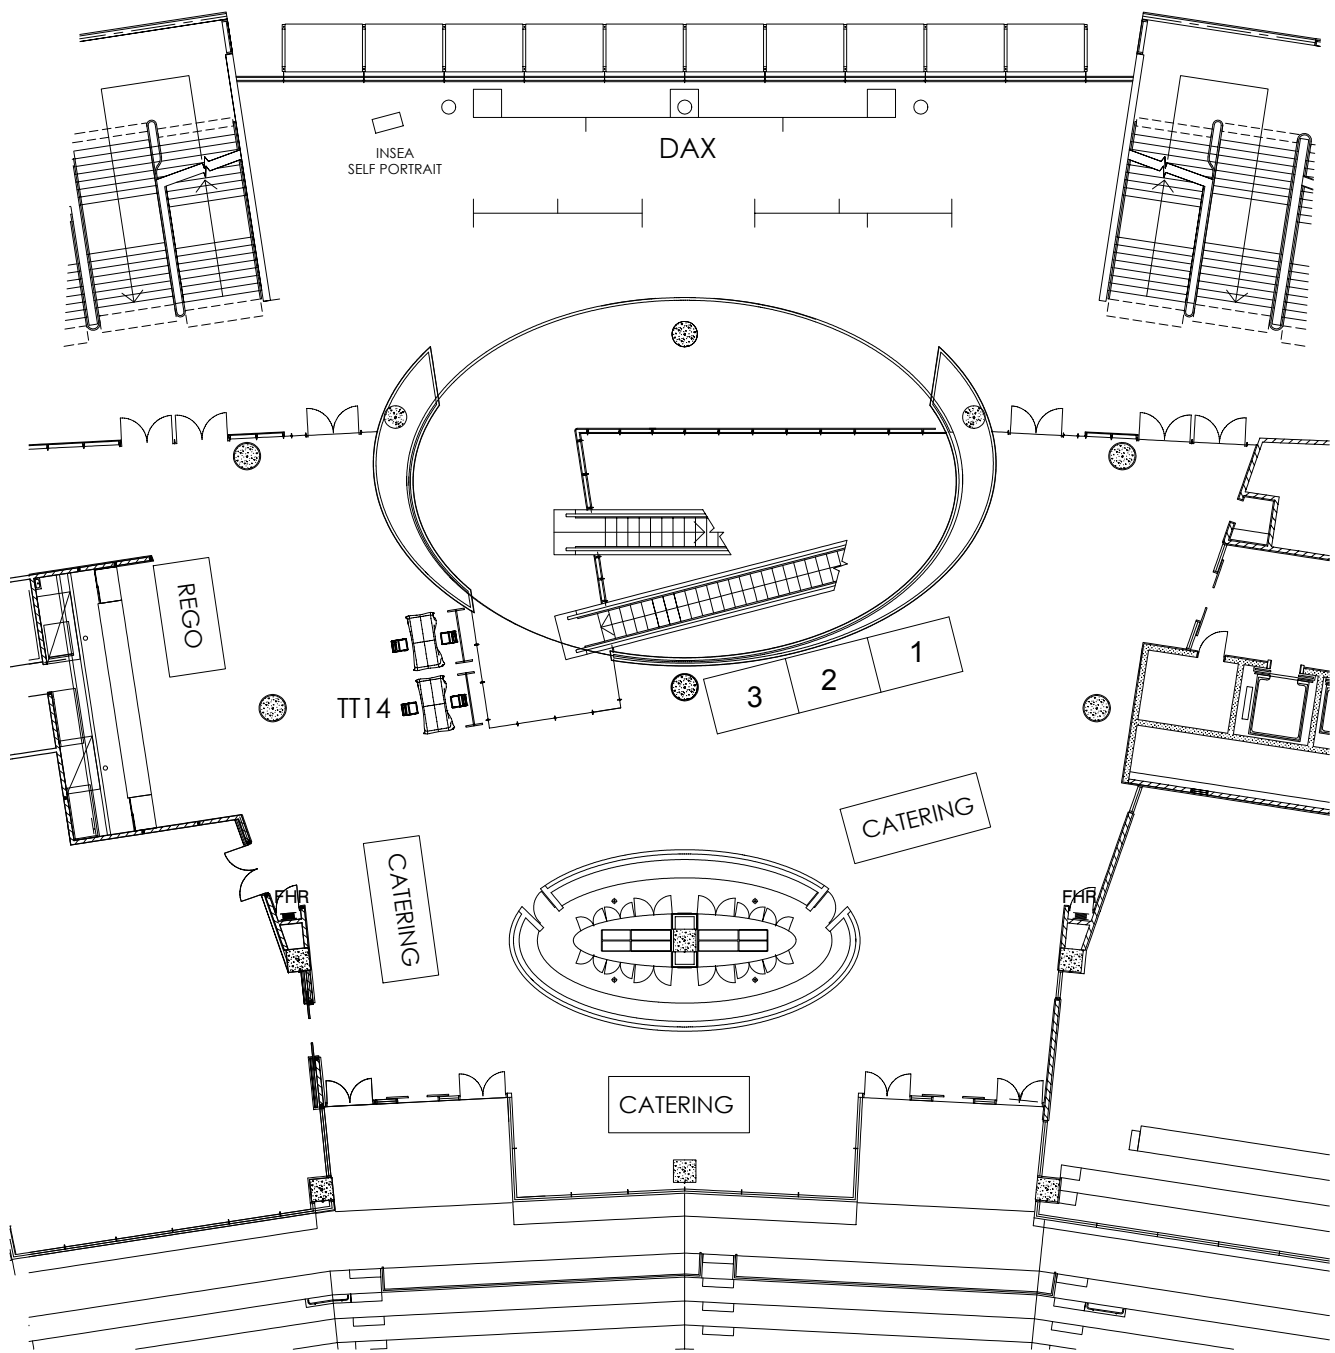 DAX
INSEA
SELF PORTRAIT
REGO
1
2
3
TT14
CATERING
CATERING
FHR
FHR
CATERING